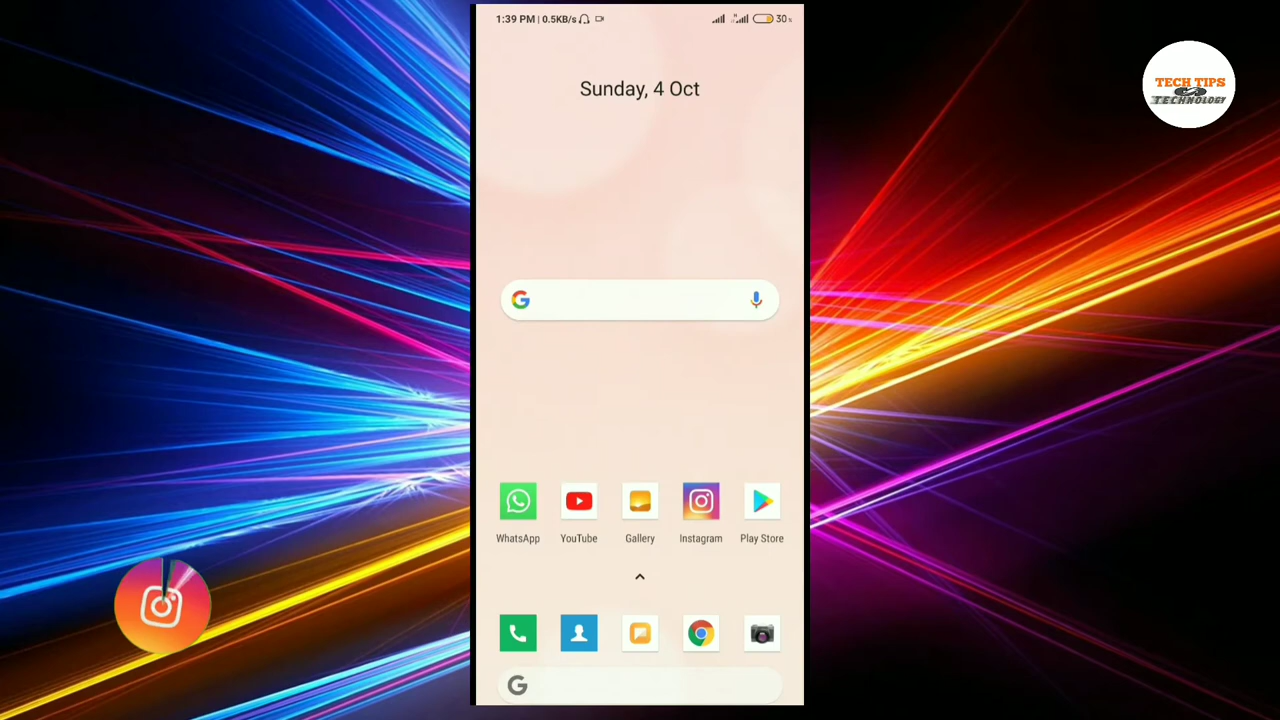 1:39 PM | 0.5KB/s
30
Sunday, 4 Oct
TECH TIPS
TECHNOLOGY
WhatsApp
YouTube
Gallery
Instagram
Play Store